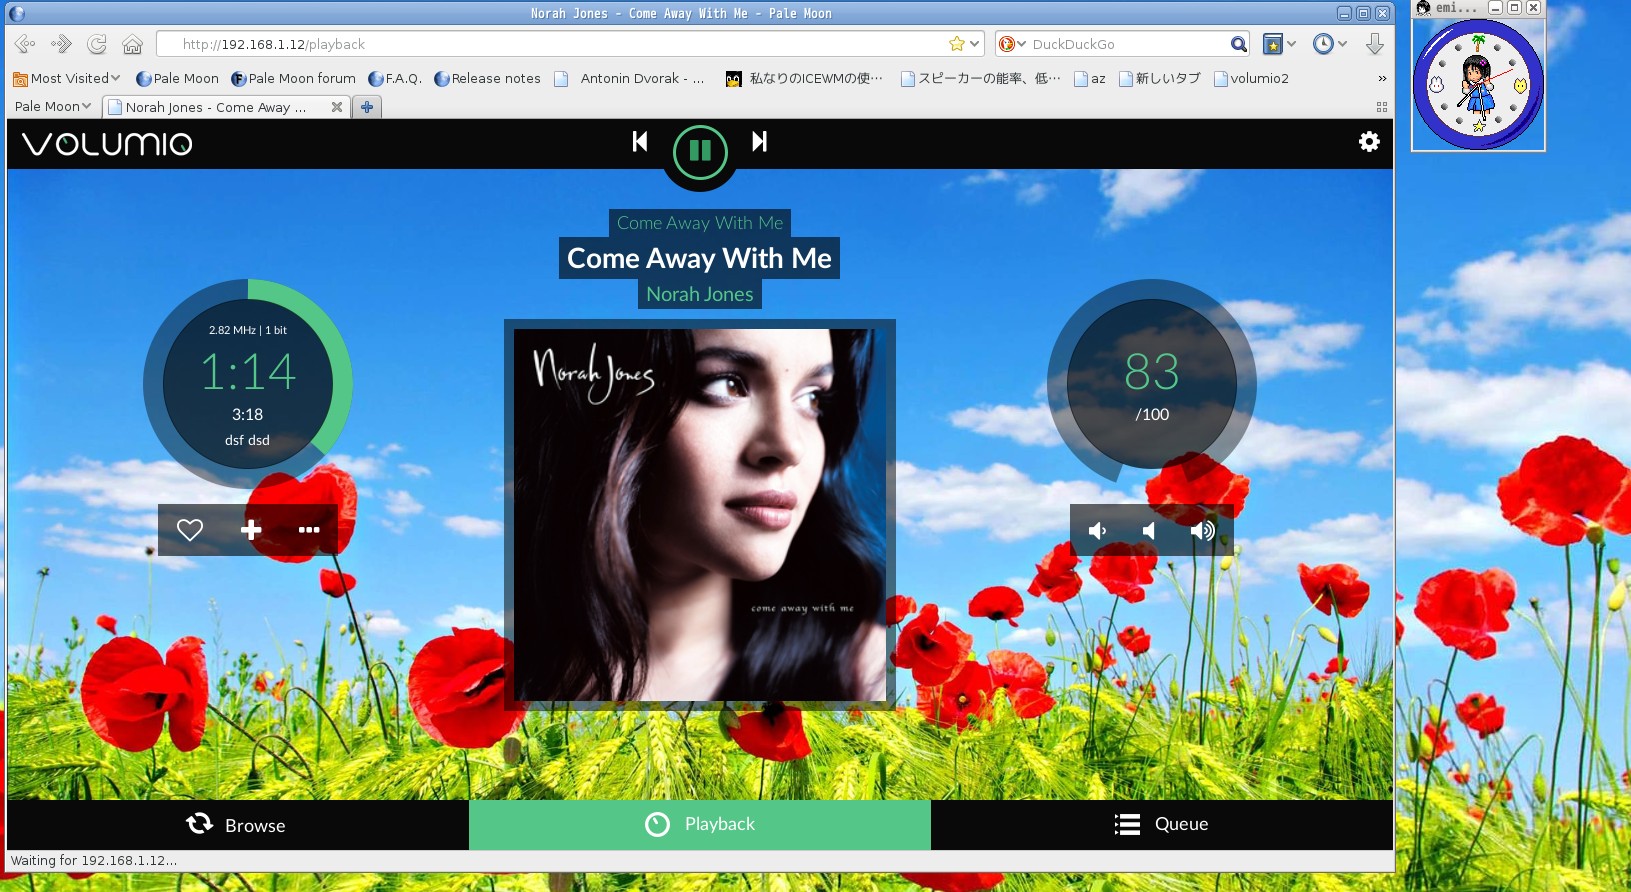 Norah Jones - Come Away With Me - Pale Moon
emi...
http://192.168.1.12/playback
DuckDuckGo
Most Visited
Pale Moon
Pale Moon forum
F.A.Q.
Release notes
Antonin Dvorak - ...
私なりのICEWMの使…
スピーカーの能率、低…
az
新しいタブ
volumio2
»
Pale Moon
Norah Jones - Come Away ...
VOLUMIO
Come Away With Me
Come Away With Me
Norah Jones
2.82 MHz | 1 bit
1:14
3:18
dsf dsd
Norah Jones
come away with me
83
/100
Browse
Playback
Queue
Waiting for 192.168.1.12...